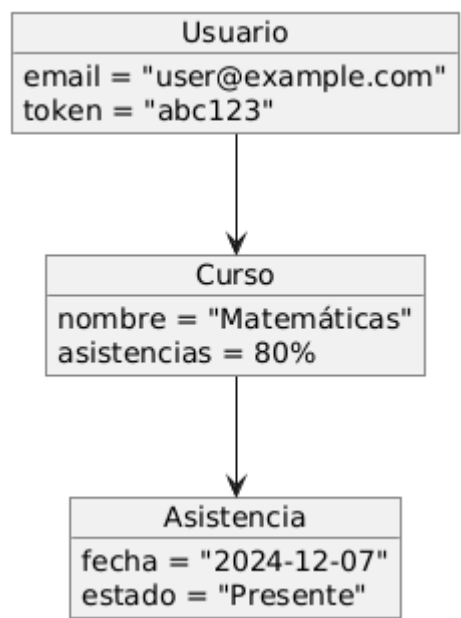 Usuario
email = "user@example.com"
token = "abc123"
Curso
nombre = "Matemáticas"
asistencias = 80%
Asistencia
fecha = "2024-12-07"
estado = "Presente"